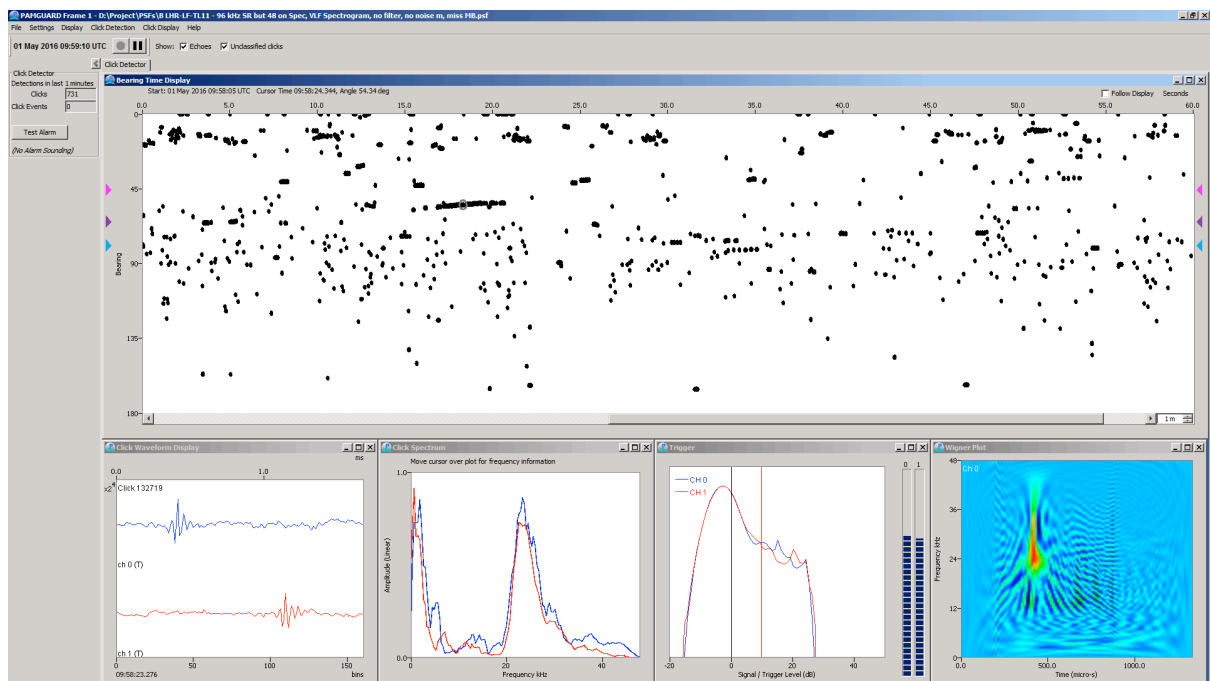 PAMGUARD Frame 1 - D:\Project\PSFs\B LHR-LF-TL11 - 96 kHz SR but 48 on Spec, VLF Spectrogram, no filter, no noise m, miss MB.psf
File Settings Display Click Detection Click Display Help
01 May 2016 09:59:10 UTC Show: Echoes Unclassified clicks
Click Detector
Click Detector
Detections in last 1 minutes
Clicks 731
Click Events 0
Test Alarm
(No Alarm Sounding)
Bearing Time Display
Start: 01 May 2016 09:58:05 UTC Cursor Time 09:58:24.344, Angle 54.34 deg
Follow Display Seconds
0.0 5.0 10.0 15.0 20.0 25.0 30.0 35.0 40.0 45.0 50.0 55.0 60.0
0
45
90
135
180
Bearing
1 m
Click Waveform Display
ms
0.0 1.0
×2⁴
Click 132719
ch 0 (T)
ch 1 (T)
0 50 100 150
09:58:23.276 bins
Click Spectrum
Move cursor over plot for frequency information
1.0
Amplitude (Linear)
0.0
0 20 40
Frequency kHz
Trigger
0 1
CH 0
CH 1
-20 0 20 40
Signal / Trigger Level (dB)
Wigner Plot
Ch 0
48
36
24
12
0
Frequency kHz
0.0 500.0 1000.0
Time (micro-s)